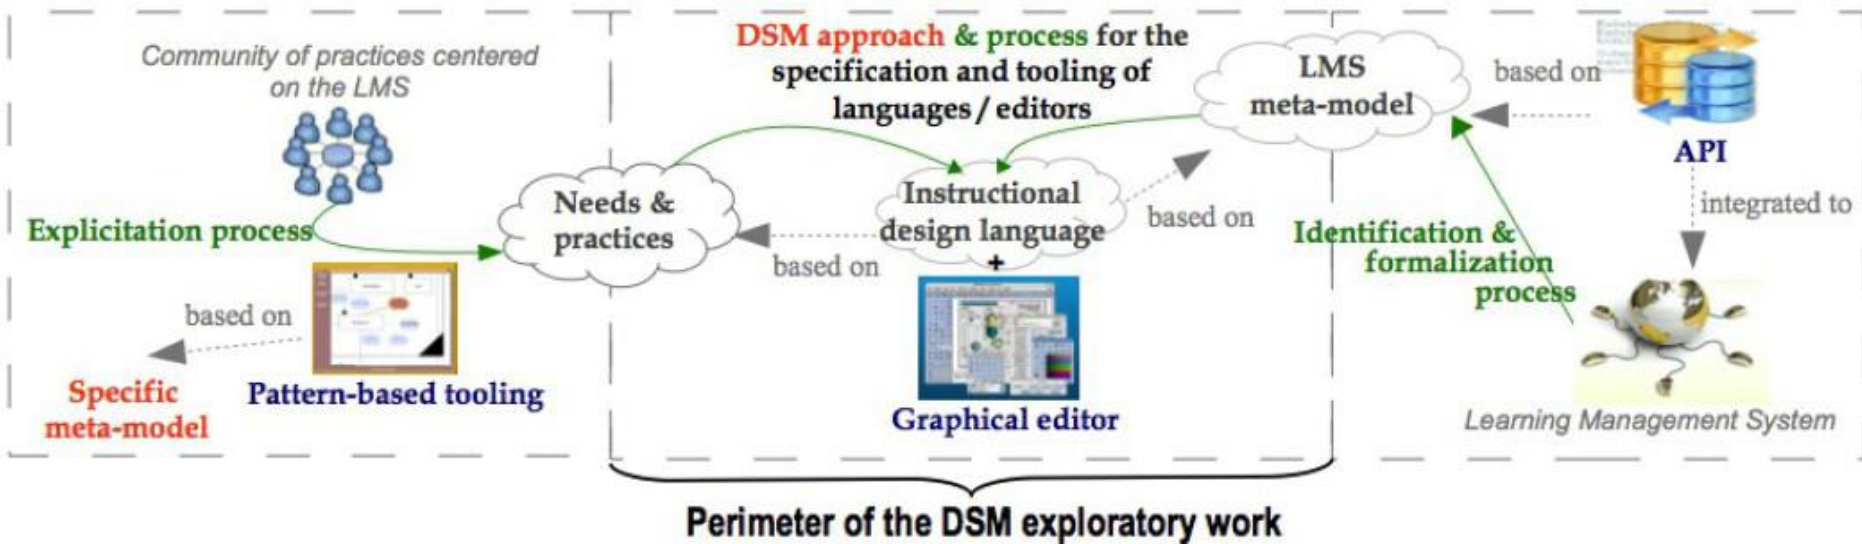 Community of practices centered
on the LMS
Explicitation process
based on
Specific
meta-model
Pattern-based tooling
Needs &
practices
DSM approach & process for the
specification and tooling of
languages / editors
Instructional
design language
+
based on
based on
Graphical editor
LMS
meta-model
based on
API
integrated to
Identification &
formalization
process
Learning Management System
Perimeter of the DSM exploratory work